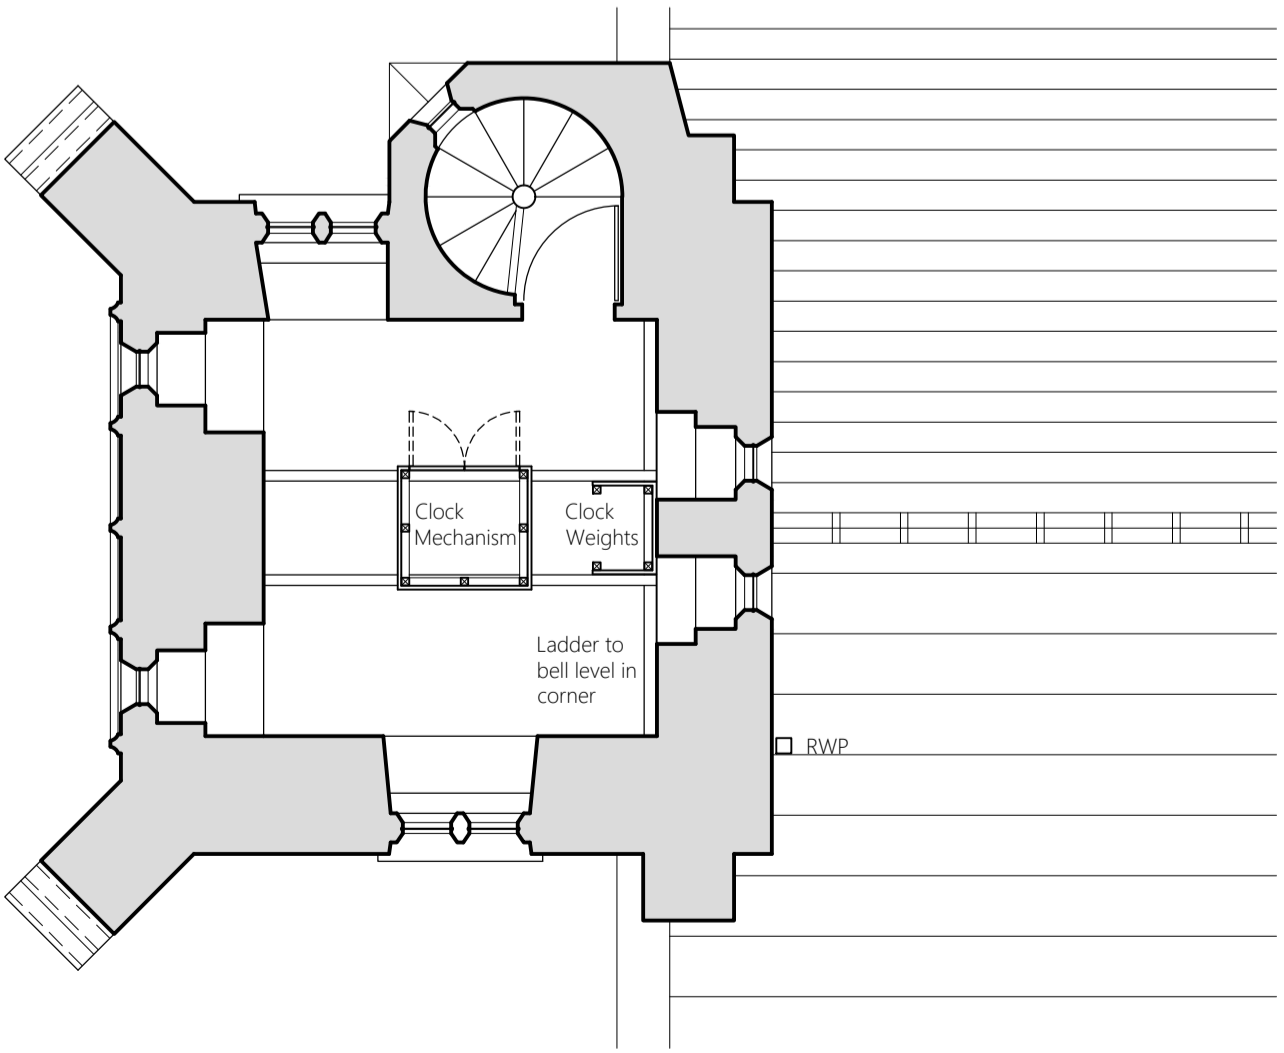 Clock
Mechanism
Clock
Weights
Ladder to
bell level in
corner
RWP